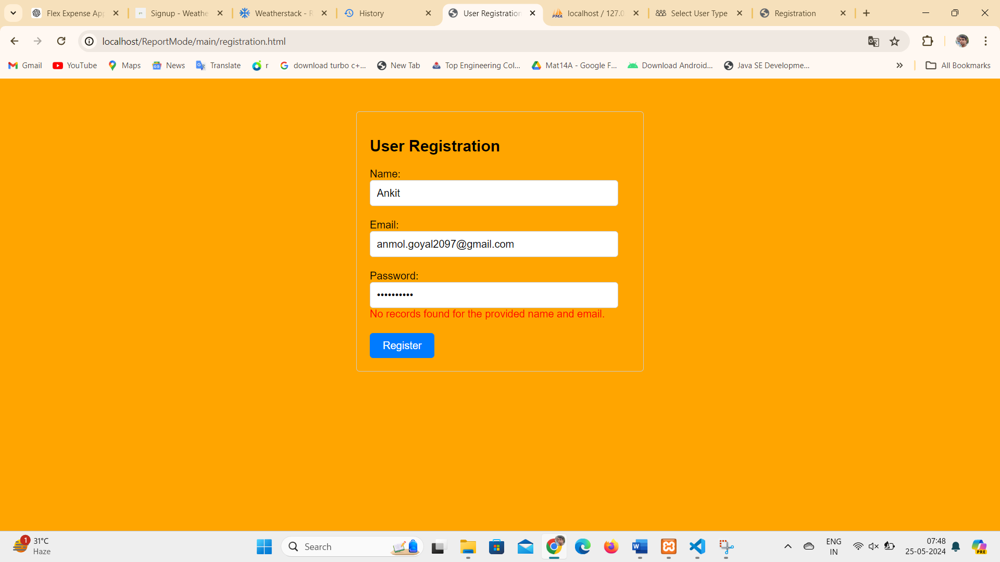 Flex Expense App
Signup - Weathe
Weatherstack - R
History
User Registration
localhost / 127.0
Select User Type
Registration
localhost/ReportMode/main/registration.html
Gmail
YouTube
Maps
News
Translate
r
download turbo c+...
New Tab
Top Engineering Col...
Mat14A - Google F...
Download Android...
Java SE Developme...
All Bookmarks
User Registration
Name:
Ankit
Email:
anmol.goyal2097@gmail.com
Password:
••••••••••
No records found for the provided name and email.
Register
1
31°C
Haze
Search
ENG
IN
07:48
25-05-2024
PRE